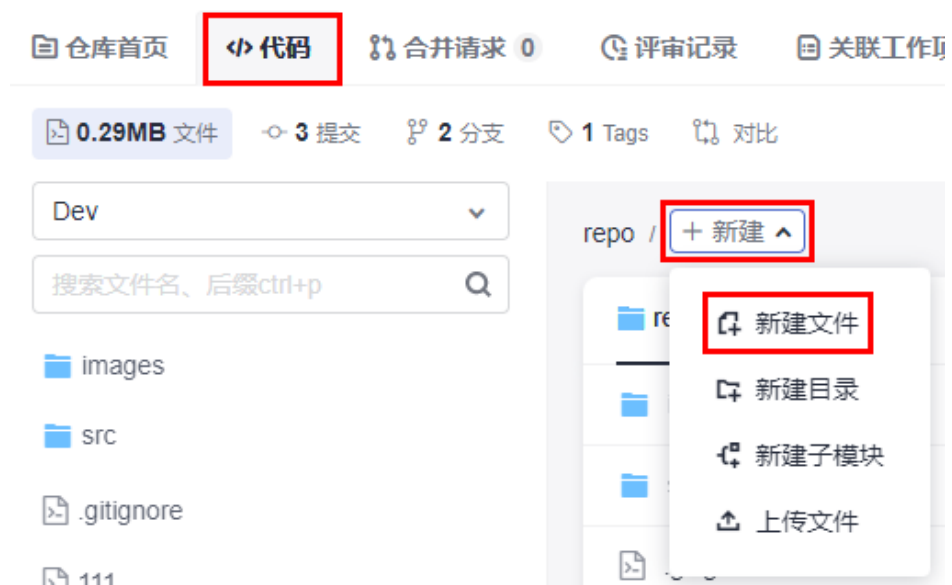 仓库首页 代码 合并请求 0 评审记录 关联工作项
0.29MB 文件 3 提交 2 分支 1 Tags 对比
Dev
repo / + 新建
搜索文件名、后缀ctrl+p
re
新建文件
images
新建目录
src
新建子模块
.gitignore
上传文件
111